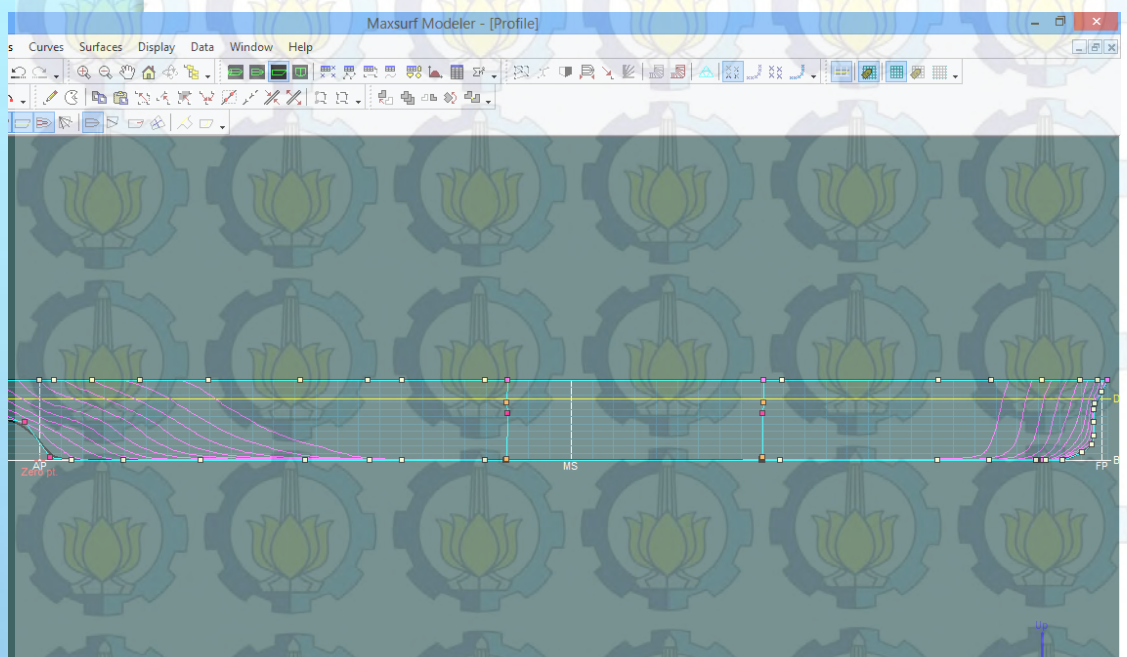 Maxsurf Modeler - [Profile]
s Curves Surfaces Display Data Window Help
D
B
AP
Zero pt
MS
FP
Up